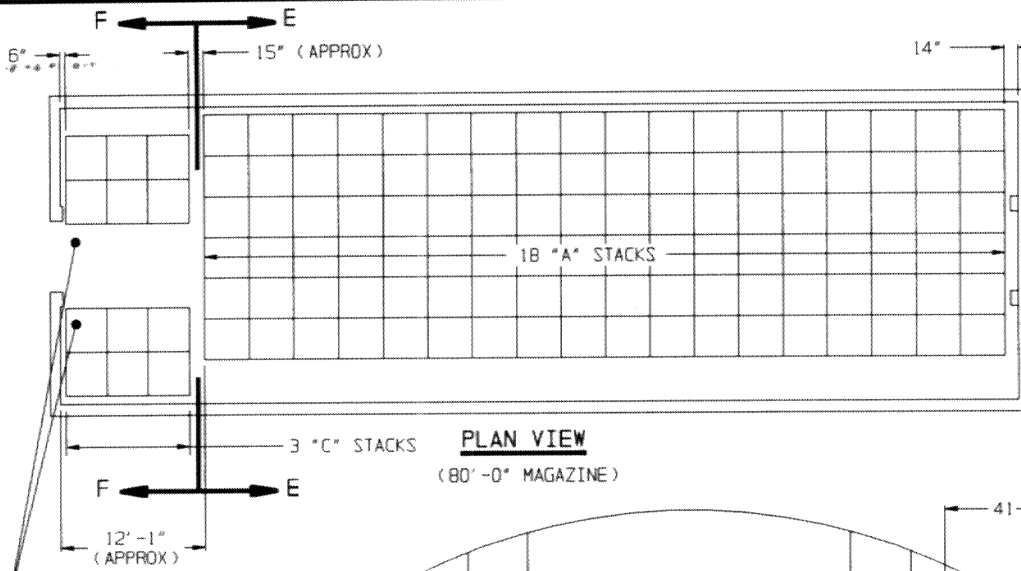 F E
6" 15" (APPROX) 14"
18 "A" STACKS
3 "C" STACKS PLAN VIEW
(80'-0" MAGAZINE)
F E
12'-1"
(APPROX)
41-